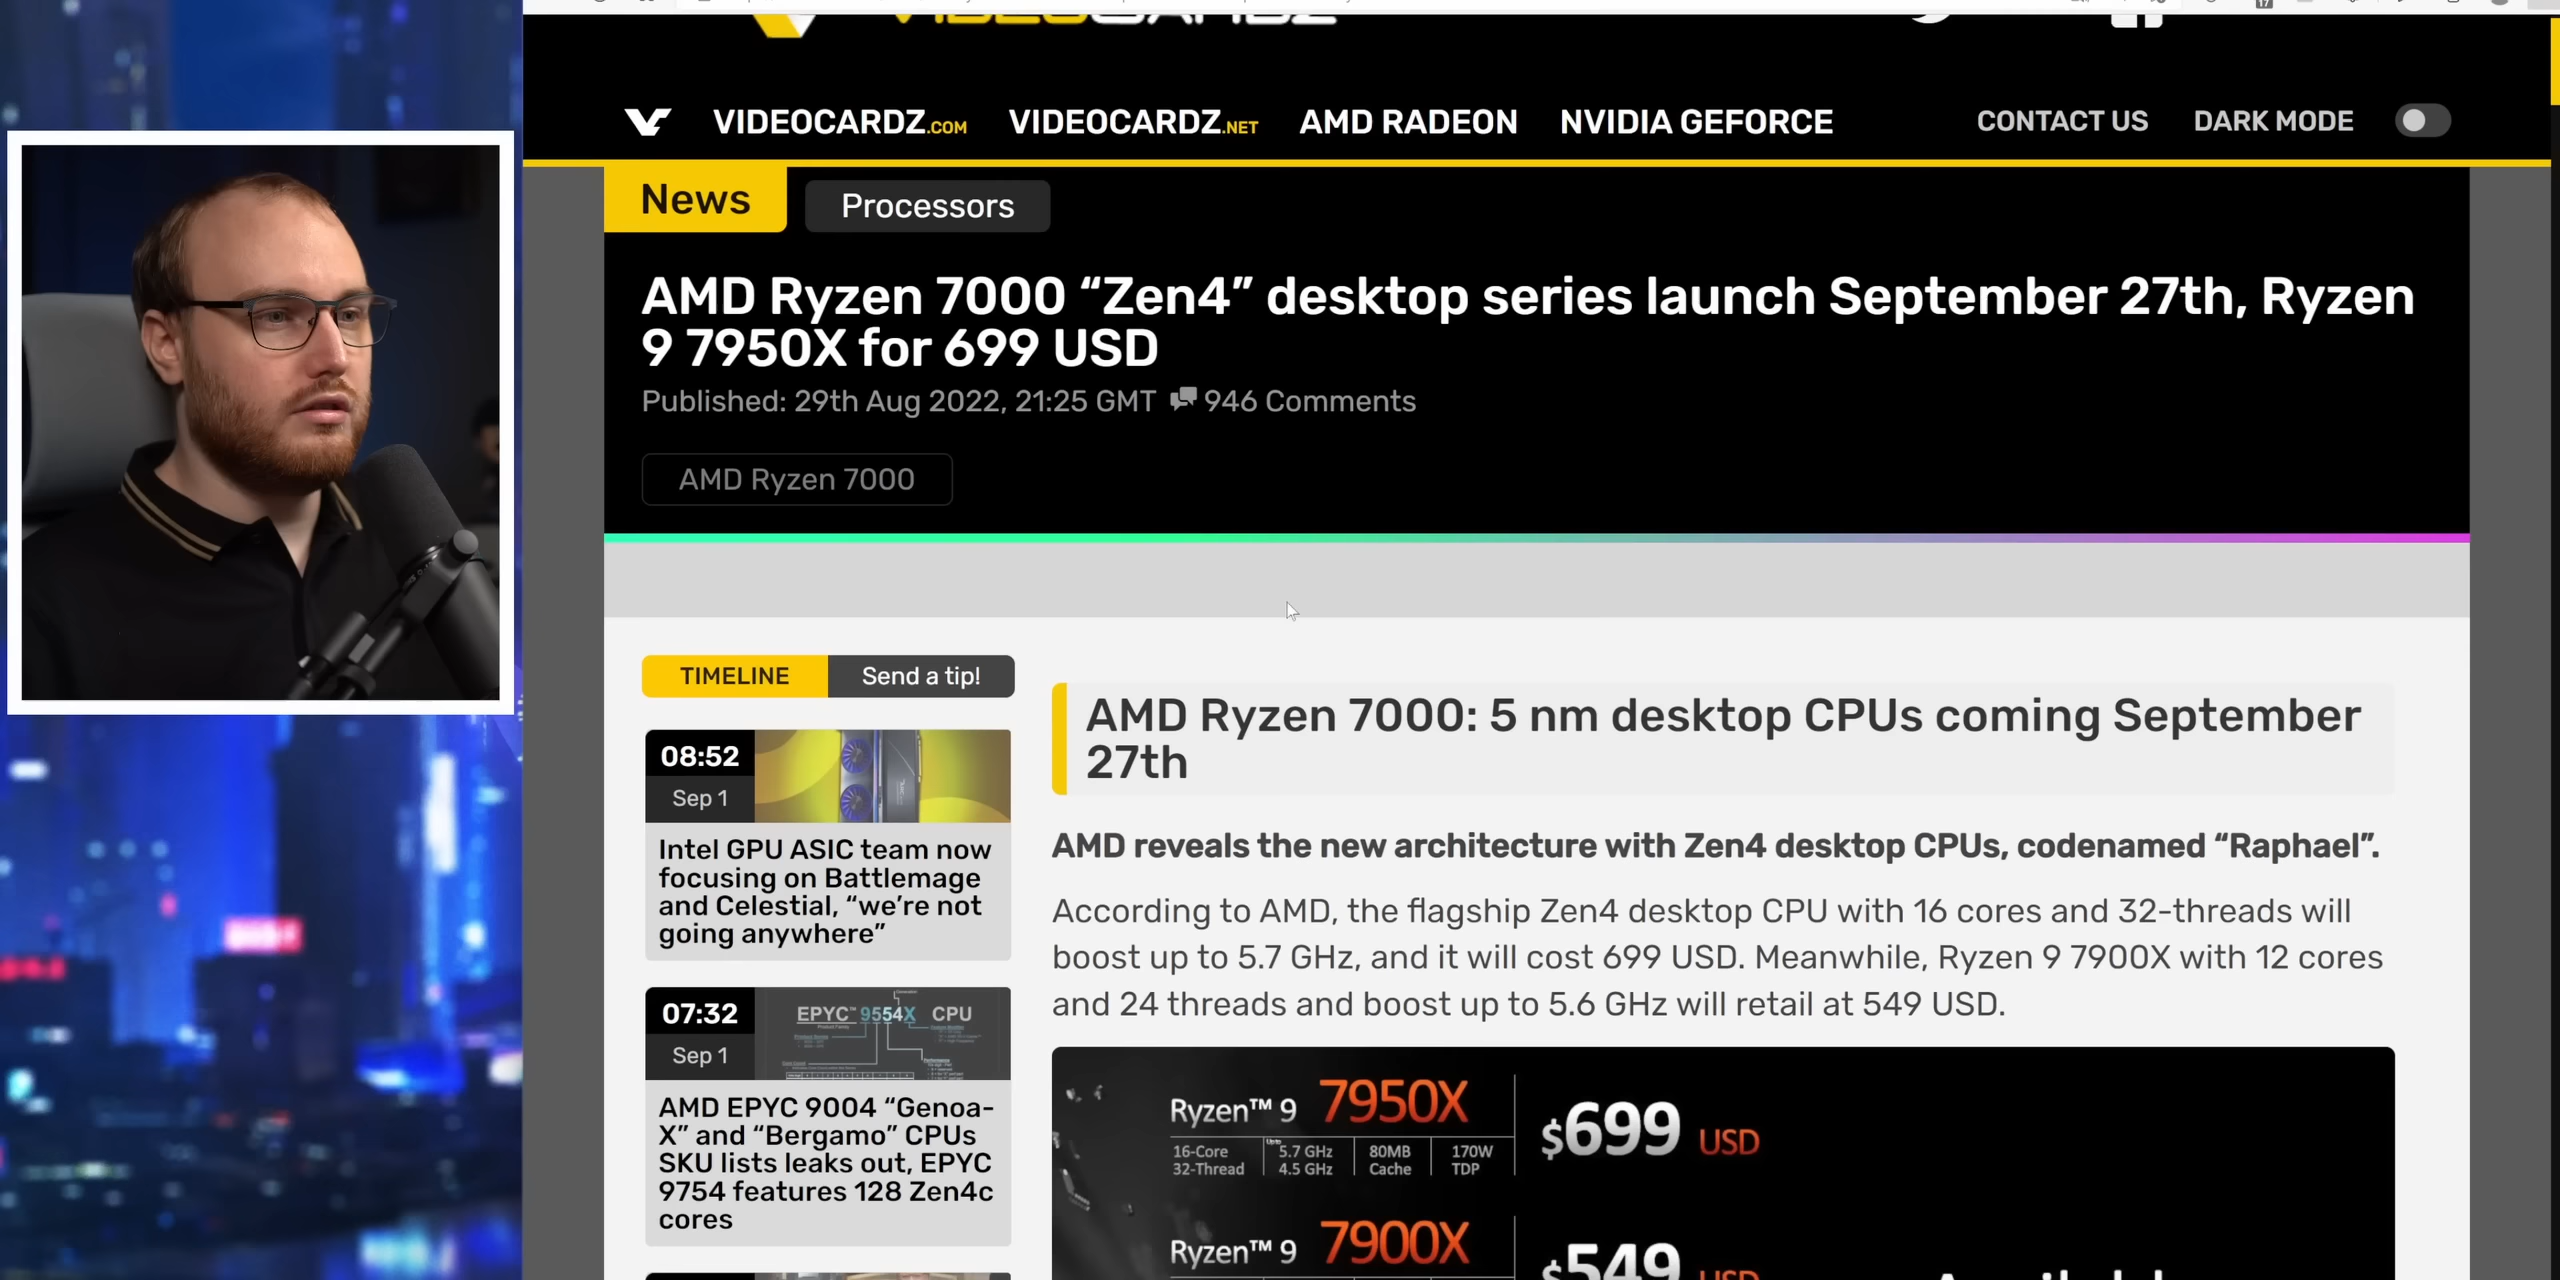 VIDEOCARDZ
VIDEOCARDZ.COM VIDEOCARDZ.NET AMD RADEON NVIDIA GEFORCE CONTACT US DARK MODE
News Processors
AMD Ryzen 7000 “Zen4” desktop series launch September 27th, Ryzen
9 7950X for 699 USD
Published: 29th Aug 2022, 21:25 GMT 946 Comments
AMD Ryzen 7000
TIMELINE Send a tip!
08:52
Sep 1
Intel GPU ASIC team now
focusing on Battlemage
and Celestial, “we’re not
going anywhere”
07:32
Sep 1
EPYC™ 9554X CPU
AMD EPYC 9004 “Genoa-
X” and “Bergamo” CPUs
SKU lists leaks out, EPYC
9754 features 128 Zen4c
cores
AMD Ryzen 7000: 5 nm desktop CPUs coming September
27th
AMD reveals the new architecture with Zen4 desktop CPUs, codenamed “Raphael”.
According to AMD, the flagship Zen4 desktop CPU with 16 cores and 32-threads will
boost up to 5.7 GHz, and it will cost 699 USD. Meanwhile, Ryzen 9 7900X with 12 cores
and 24 threads and boost up to 5.6 GHz will retail at 549 USD.
Ryzen™ 9 7950X
16-Core
32-Thread
Up to
5.7 GHz
4.5 GHz
80MB
Cache
170W
TDP
$699 USD
Ryzen™ 9 7900X
$549 USD